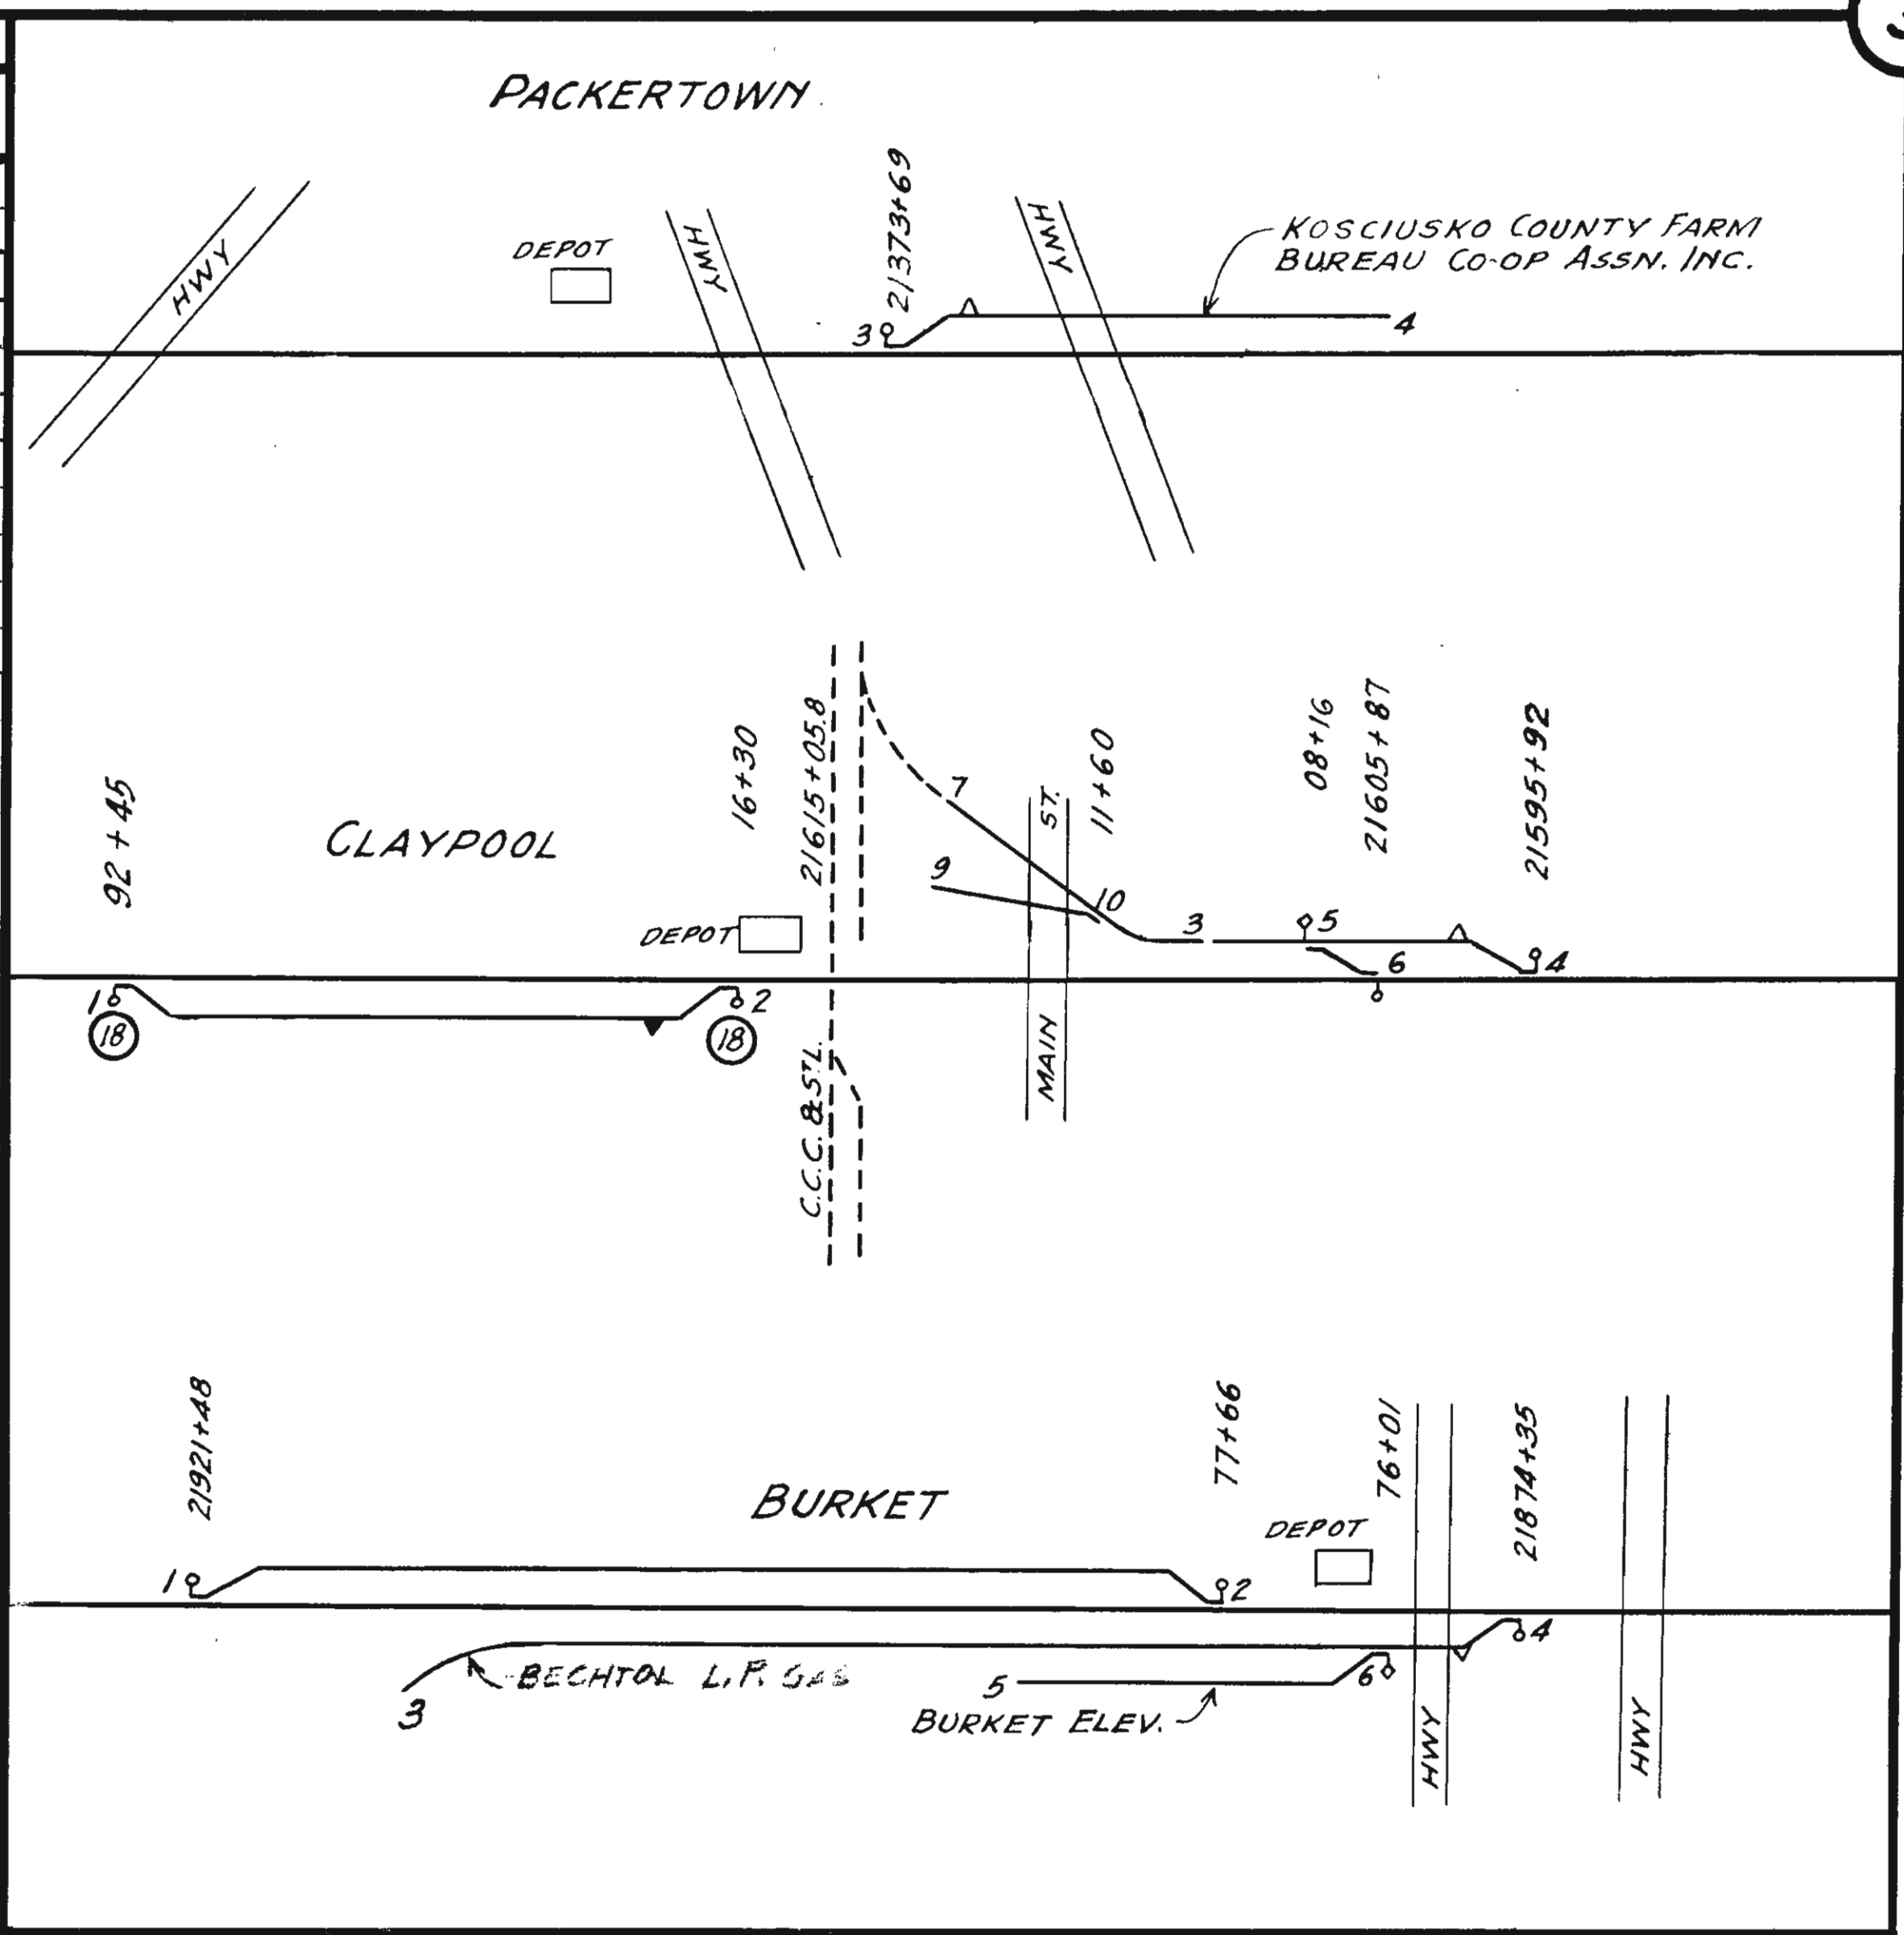 PACKERTOWN
HWY
DEPOT
HWY
21373+69
HWY
KOSCIUSKO COUNTY FARM
BUREAU CO-OP ASSN. INC.
3
4
92+45
CLAYPOOL
16+30
21615+05.8
7
ST.
11+60
08+16
21605+87
21595+92
9
10
DEPOT
3
5
6
4
1
18
2
18
C.C.C. & ST.L.
MAIN
21921+48
BURKET
77+66
76+01
21874+35
DEPOT
1
2
4
BECHTOL L.P. GAS
3
5
6
BURKET ELEV.
HWY
HWY